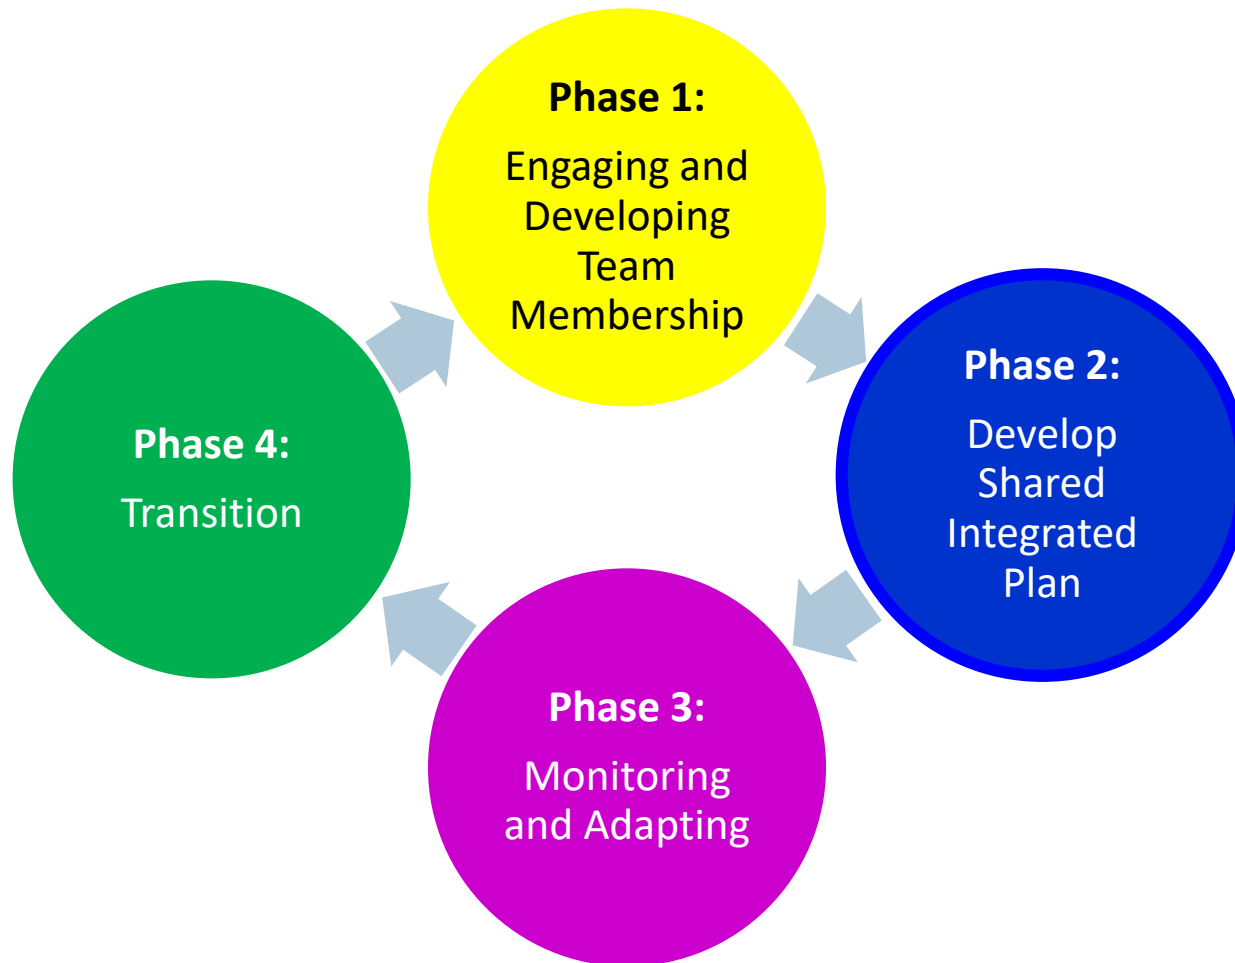 Phase 1:
Engaging and
Developing
Team
Membership
Phase 2:
Develop
Shared
Integrated
Plan
Phase 3:
Monitoring
and Adapting
Phase 4:
Transition